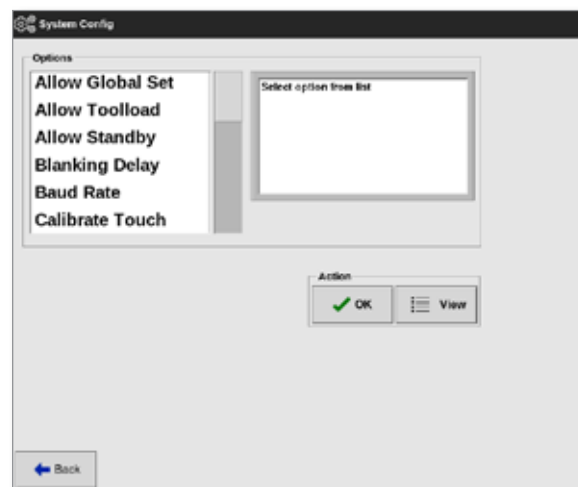 System Config
Options
Allow Global Set
Allow Toolload
Allow Standby
Blanking Delay
Baud Rate
Calibrate Touch
Select option from list
Action
OK
View
Back